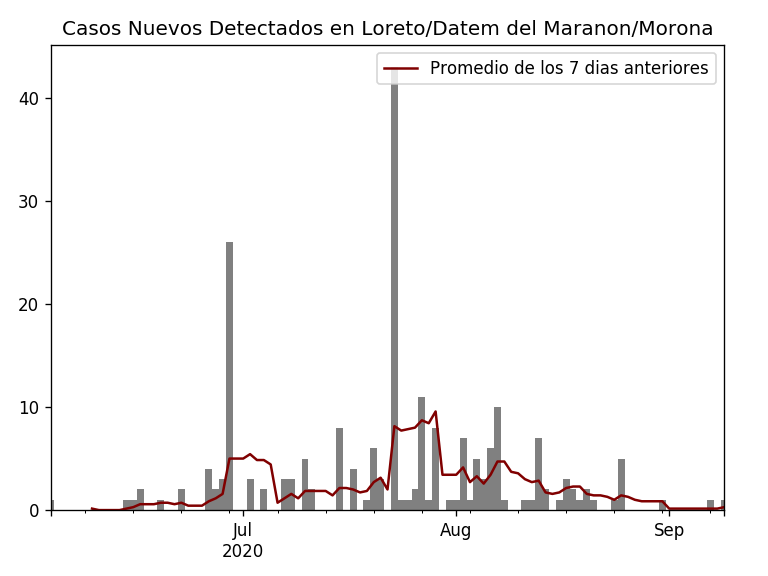 Casos Nuevos Detectados en Loreto/Datem del Maranon/Morona
Promedio de los 7 dias anteriores
40
30
20
10
0
Jul
2020
Aug
Sep